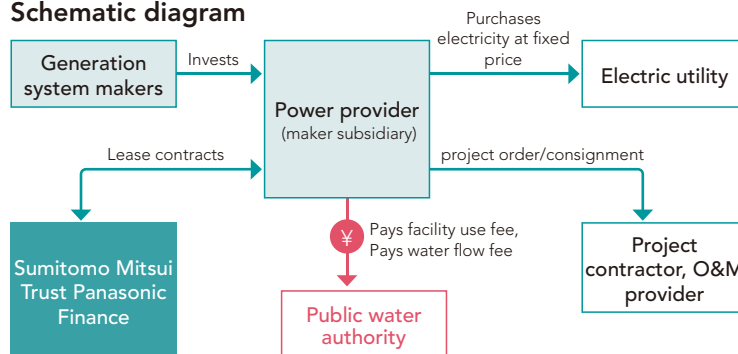 Schematic diagram
Generation
system makers
Invests
Power provider
(maker subsidiary)
Purchases
electricity at fixed
price
Electric utility
Lease contracts
project order/consignment
Sumitomo Mitsui
Trust Panasonic
Finance
¥
Pays facility use fee,
Pays water flow fee
Public water
authority
Project
contractor, O&M
provider